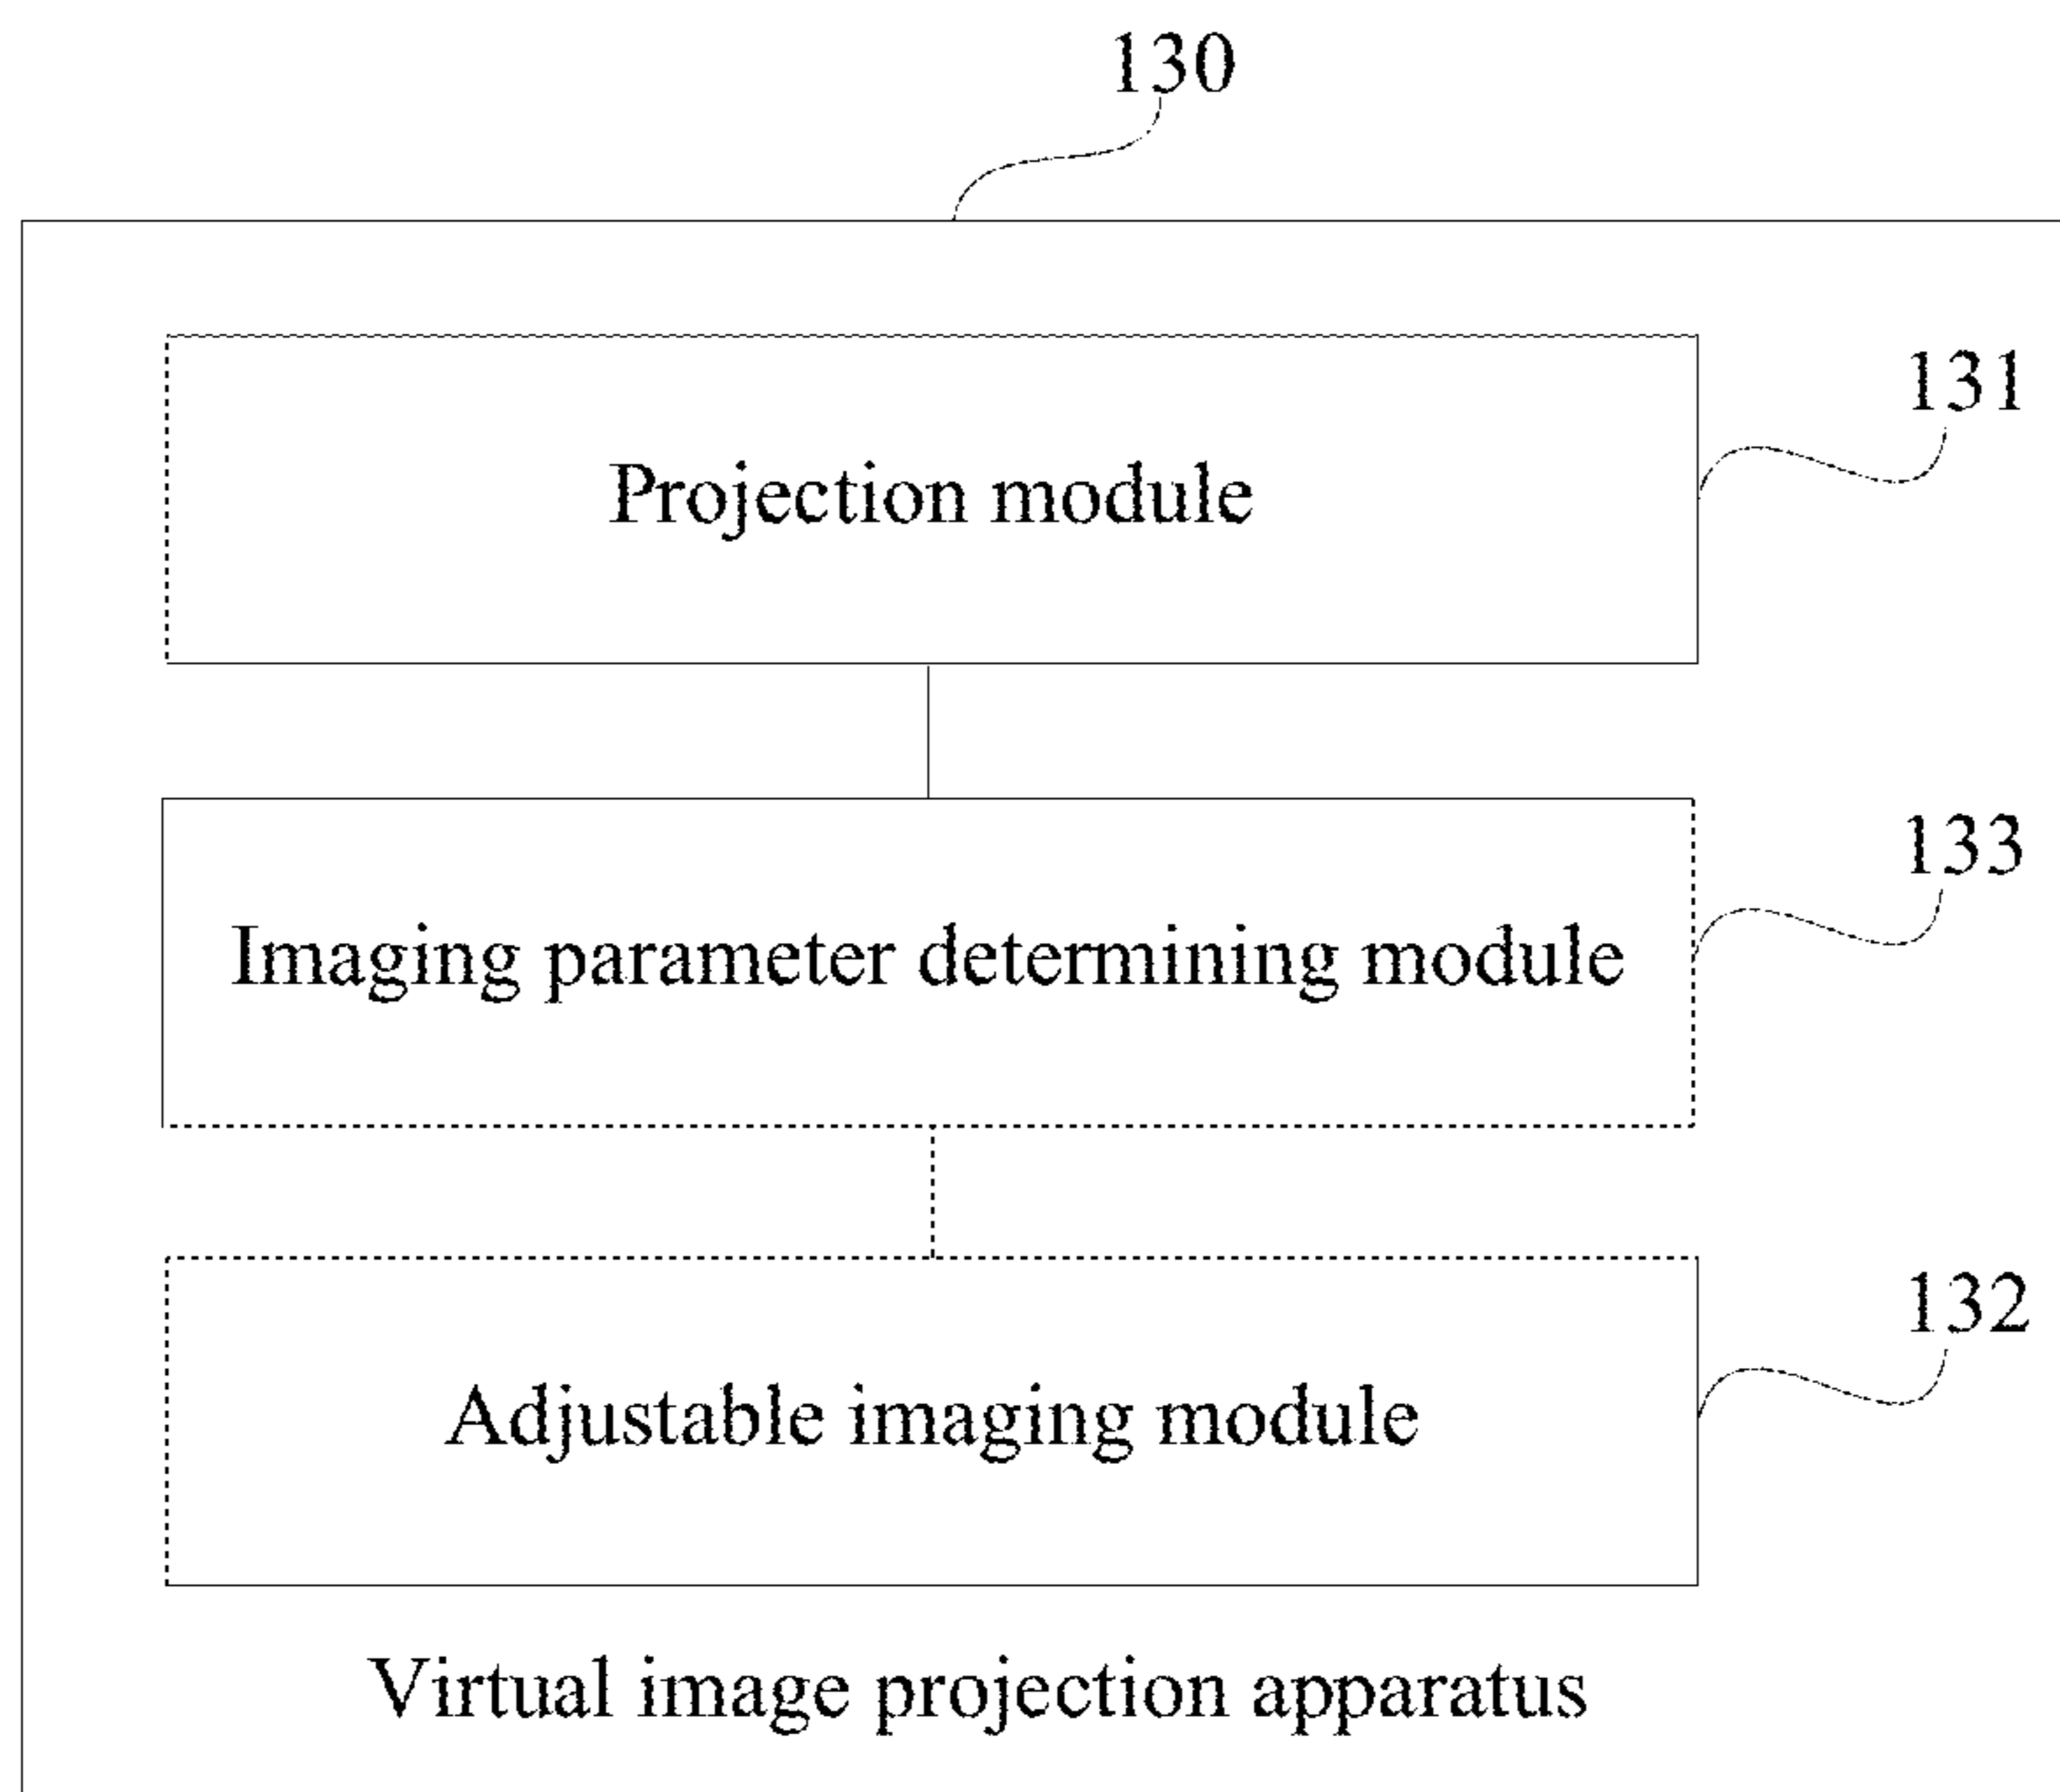 130
Projection module
131
Imaging parameter determining module
133
Adjustable imaging module
132
Virtual image projection apparatus